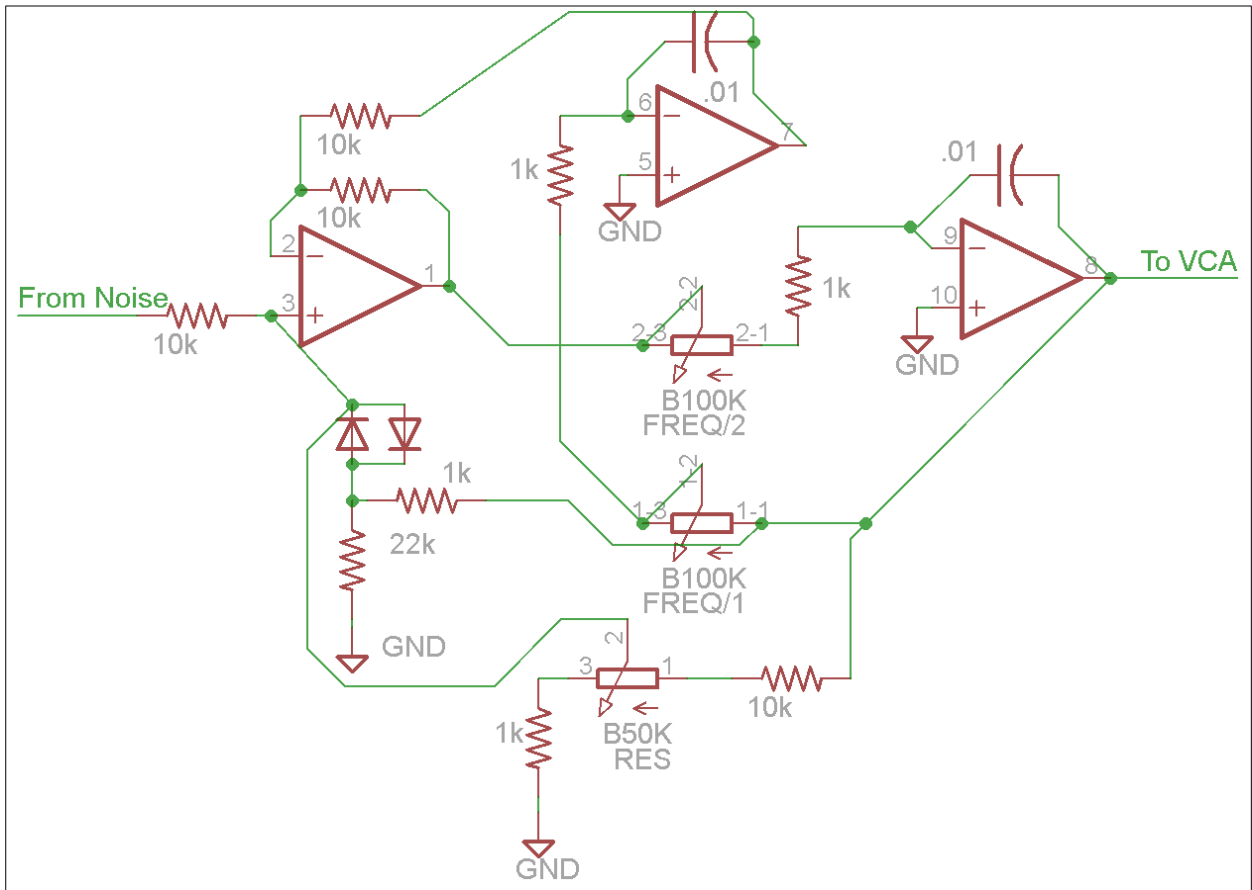 .01
6
7
10k
1k
5
.01
10k
GND
2
9
1
8
To VCA
2-2
1k
From Noise
3
10
10k
2-3
2-1
GND
B100K
FREQ/2
1k
1-2
1-3
1-1
22k
B100K
FREQ/1
GND
2
3
1
10k
1k
B50K
RES
GND